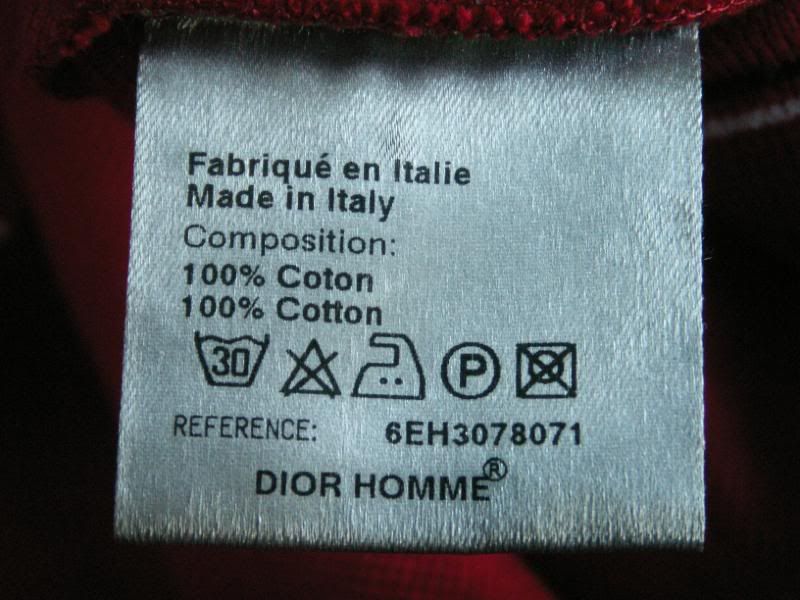 Fabriqué en Italie
Made in Italy
Composition:
100% Coton
100% Cotton
30 P
REFERENCE: 6EH3078071
DIOR HOMME®